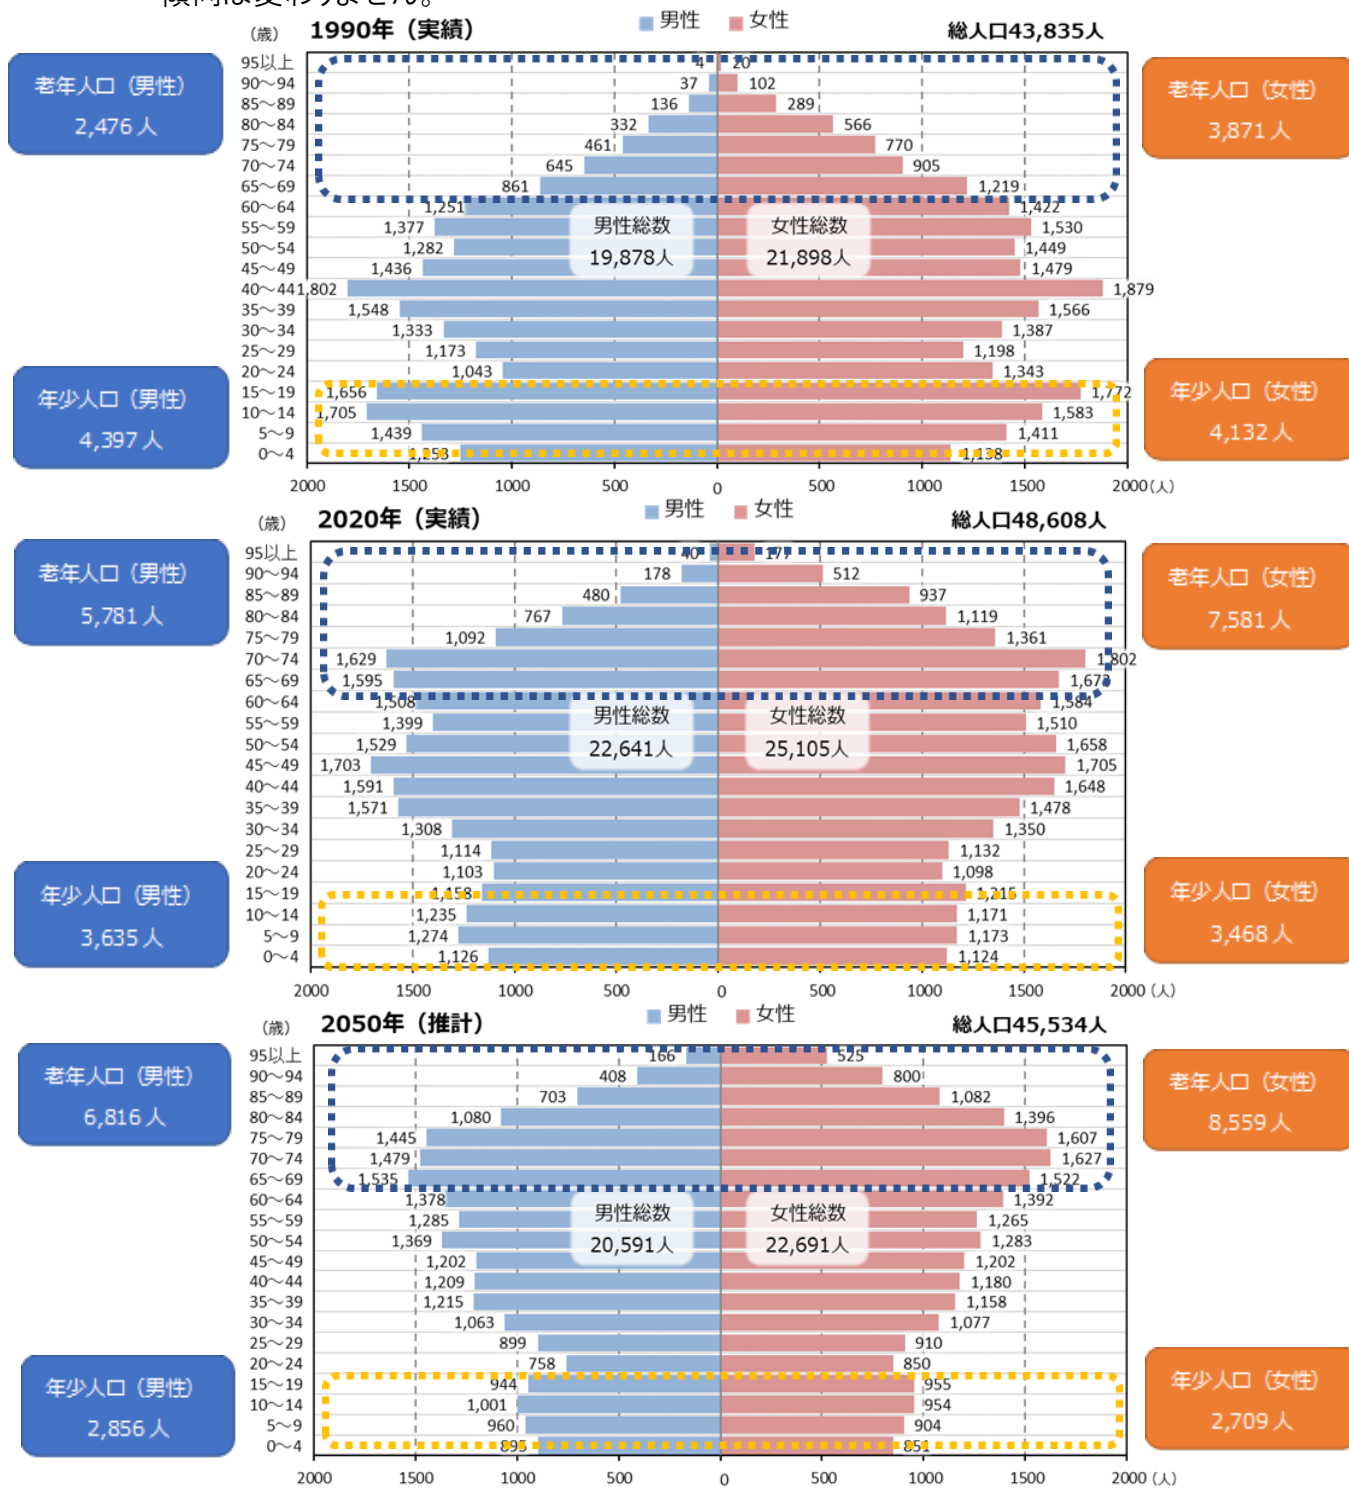 傾向は変わりません。
1990年（実績）
（歳）
男性
女性
総人口43,835人
老年人口（男性）
2,476人
老年人口（女性）
3,871人
95以上 4 20
90～94 37 102
85～89 136 289
80～84 332 566
75～79 461 770
70～74 645 905
65～69 861 1,219
60～64 1,251 1,422
55～59 1,377 1,530
50～54 1,282 1,449
45～49 1,436 1,479
40～44 1,802 1,879
35～39 1,548 1,566
30～34 1,333 1,387
25～29 1,173 1,198
20～24 1,043 1,343
15～19 1,656 1,772
10～14 1,705 1,583
5～9 1,439 1,411
0～4 1,253 1,138
男性総数
19,878人
女性総数
21,898人
年少人口（男性）
4,397人
年少人口（女性）
4,132人
2000 1500 1000 500 0 500 1000 1500 2000（人）
2020年（実績）
（歳）
男性
女性
総人口48,608人
老年人口（男性）
5,781人
老年人口（女性）
7,581人
95以上 40 177
90～94 178 512
85～89 480 937
80～84 767 1,119
75～79 1,092 1,361
70～74 1,629 1,802
65～69 1,595 1,673
60～64 1,508 1,584
55～59 1,399 1,510
50～54 1,529 1,658
45～49 1,703 1,705
40～44 1,591 1,648
35～39 1,571 1,478
30～34 1,308 1,350
25～29 1,114 1,132
20～24 1,103 1,098
15～19 1,158 1,215
10～14 1,235 1,171
5～9 1,274 1,173
0～4 1,126 1,124
男性総数
22,641人
女性総数
25,105人
年少人口（男性）
3,635人
年少人口（女性）
3,468人
2000 1500 1000 500 0 500 1000 1500 2000（人）
2050年（推計）
（歳）
男性
女性
総人口45,534人
老年人口（男性）
6,816人
老年人口（女性）
8,559人
95以上 166 525
90～94 408 800
85～89 703 1,082
80～84 1,080 1,396
75～79 1,445 1,607
70～74 1,479 1,627
65～69 1,535 1,522
60～64 1,378 1,392
55～59 1,285 1,265
50～54 1,369 1,283
45～49 1,202 1,202
40～44 1,209 1,180
35～39 1,215 1,158
30～34 1,063 1,077
25～29 899 910
20～24 758 850
15～19 944 955
10～14 1,001 954
5～9 960 904
0～4 895 851
男性総数
20,591人
女性総数
22,691人
年少人口（男性）
2,856人
年少人口（女性）
2,709人
2000 1500 1000 500 0 500 1000 1500 2000（人）